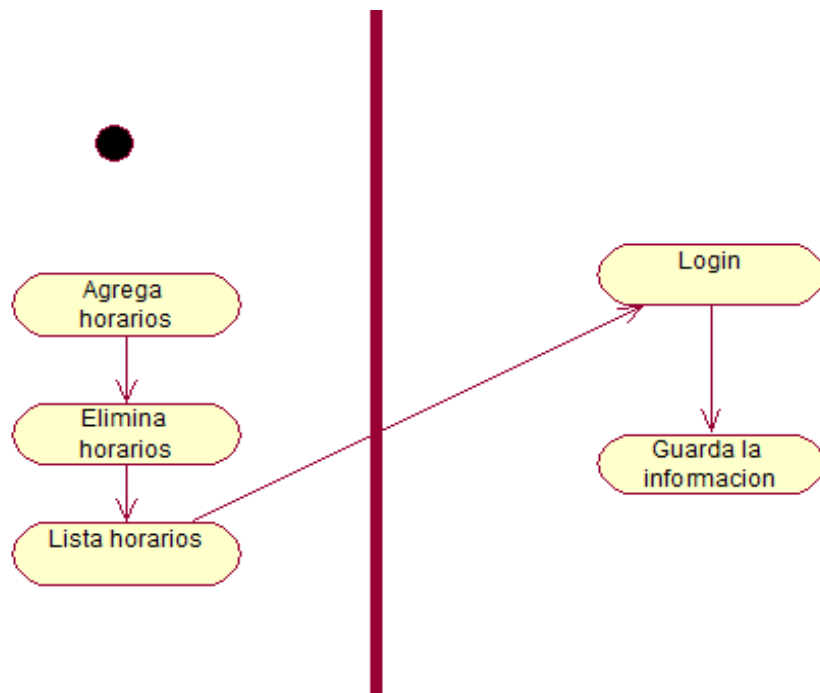 Agrega
horarios
Elimina
horarios
Lista horarios
Login
Guarda la
informacion